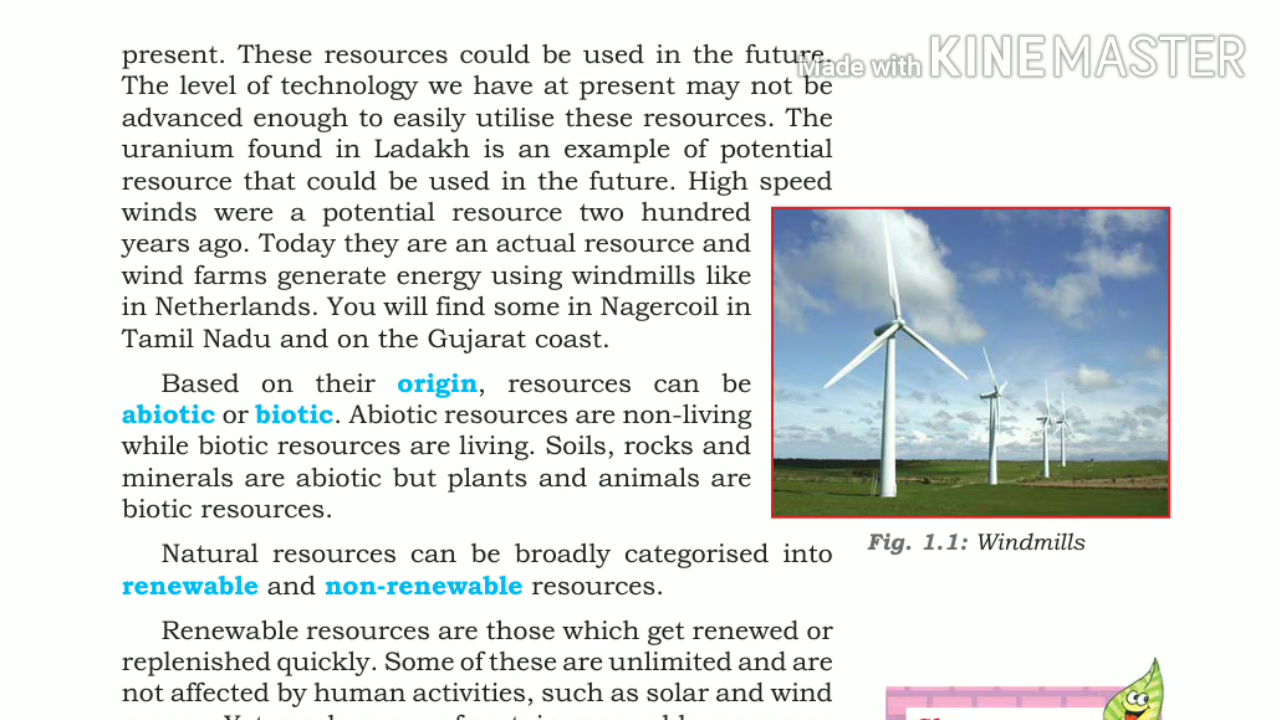 present. These resources could be used in the future.
Made with KINEMASTER
The level of technology we have at present may not be
advanced enough to easily utilise these resources. The
uranium found in Ladakh is an example of potential
resource that could be used in the future. High speed
winds were a potential resource two hundred
years ago. Today they are an actual resource and
wind farms generate energy using windmills like
in Netherlands. You will find some in Nagercoil in
Tamil Nadu and on the Gujarat coast.
Based on their origin, resources can be
abiotic or biotic. Abiotic resources are non-living
while biotic resources are living. Soils, rocks and
minerals are abiotic but plants and animals are
biotic resources.
Fig. 1.1: Windmills
Natural resources can be broadly categorised into
renewable and non-renewable resources.
Renewable resources are those which get renewed or
replenished quickly. Some of these are unlimited and are
not affected by human activities, such as solar and wind